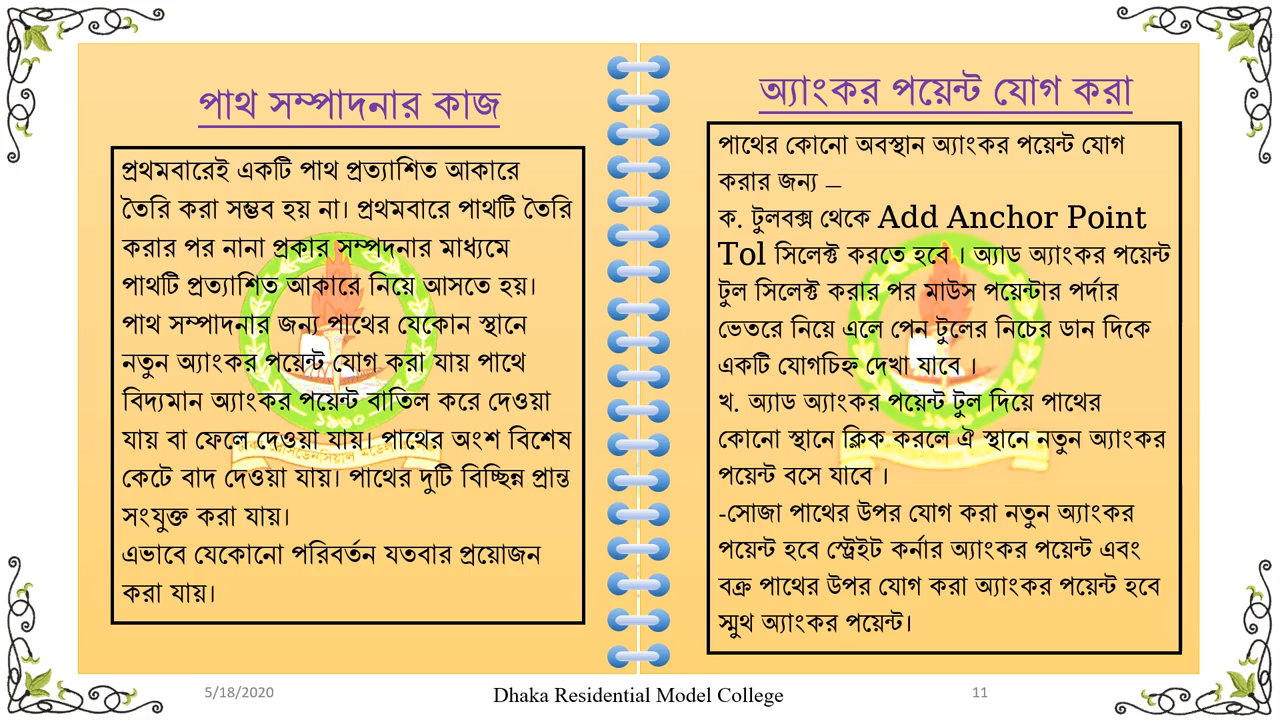 পাথ সম্পাদনার কাজ
প্রথমবারেই একটি পাথ প্রত্যাশিত আকারে
তৈরি করা সম্ভব হয় না। প্রথমবারে পাথটি তৈরি
করার পর নানা প্রকার সম্পদনার মাধ্যমে
পাথটি প্রত্যাশিত আকারে নিয়ে আসতে হয়।
পাথ সম্পাদনার জন্য পাথের যেকোন স্থানে
নতুন অ্যাংকর পয়েন্ট যোগ করা যায় পাথে
বিদ্যমান অ্যাংকর পয়েন্ট বাতিল করে দেওয়া
যায় বা ফেলে দেওয়া যায়। পাথের অংশ বিশেষ
কেটে বাদ দেওয়া যায়। পাথের দুটি বিচ্ছিন্ন প্রান্ত
সংযুক্ত করা যায়।
এভাবে যেকোনো পরিবর্তন যতবার প্রয়োজন
করা যায়।
অ্যাংকর পয়েন্ট যোগ করা
পাথের কোনো অবস্থান অ্যাংকর পয়েন্ট যোগ
করার জন্য –
ক. টুলবক্স থেকে Add Anchor Point
Tol সিলেক্ট করতে হবে । অ্যাড অ্যাংকর পয়েন্ট
টুল সিলেক্ট করার পর মাউস পয়েন্টার পর্দার
ভেতরে নিয়ে এলে পেন টুলের নিচের ডান দিকে
একটি যোগচিহ্ন দেখা যাবে ।
খ. অ্যাড অ্যাংকর পয়েন্ট টুল দিয়ে পাথের
কোনো স্থানে ক্লিক করলে ঐ স্থানে নতুন অ্যাংকর
পয়েন্ট বসে যাবে ।
-সোজা পাথের উপর যোগ করা নতুন অ্যাংকর
পয়েন্ট হবে স্ট্রেইট কর্নার অ্যাংকর পয়েন্ট এবং
বক্র পাথের উপর যোগ করা অ্যাংকর পয়েন্ট হবে
স্মুথ অ্যাংকর পয়েন্ট।
১৯৬০
5/18/2020
Dhaka Residential Model College
11